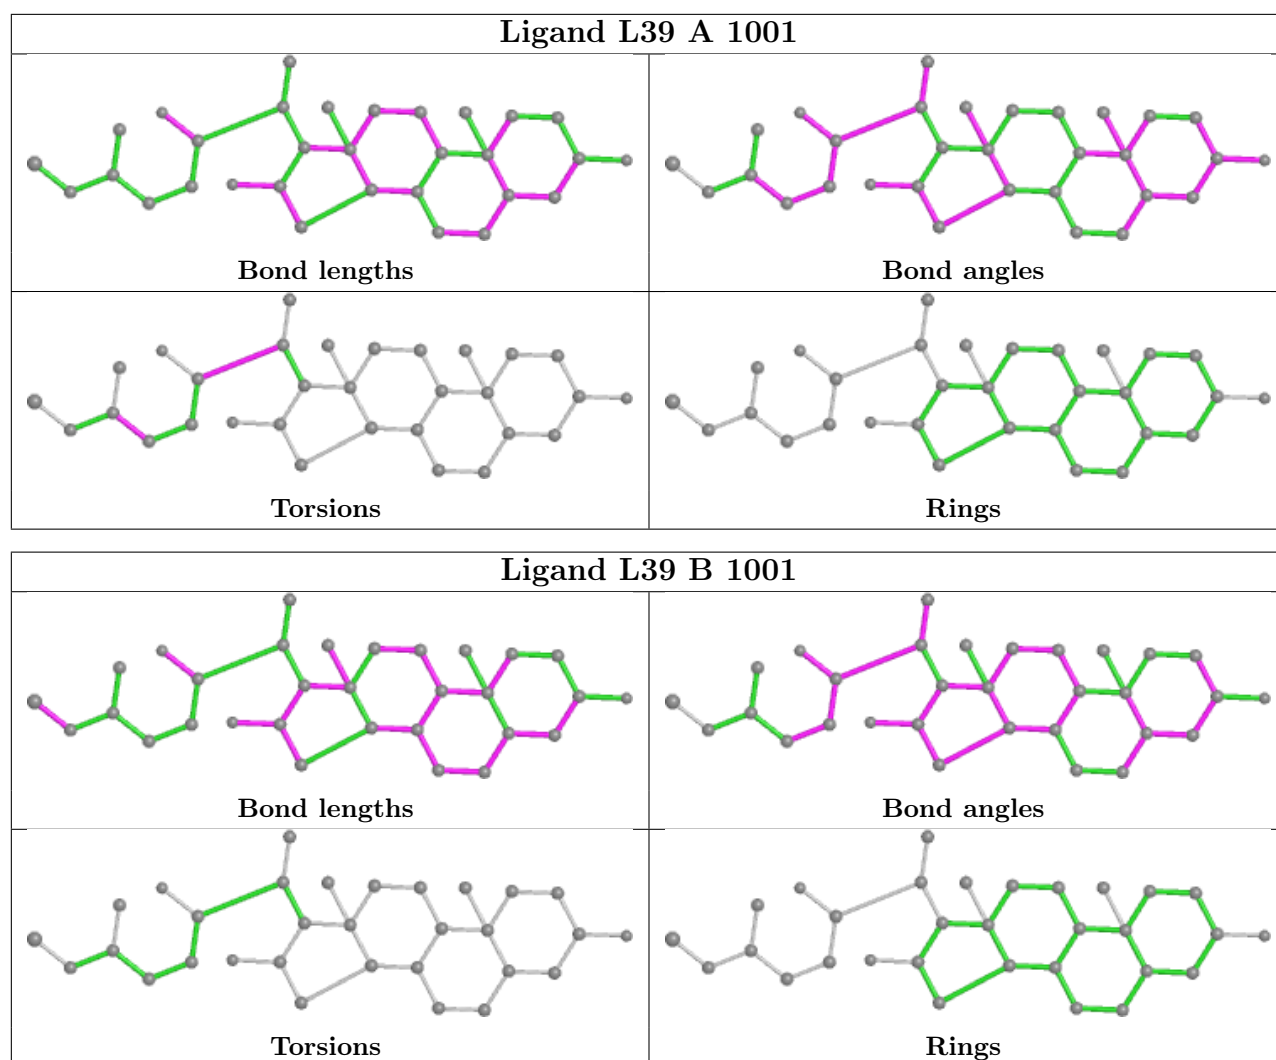 Ligand L39 A 1001
Bond lengths
Bond angles
Torsions
Rings
Ligand L39 B 1001
Bond lengths
Bond angles
Torsions
Rings